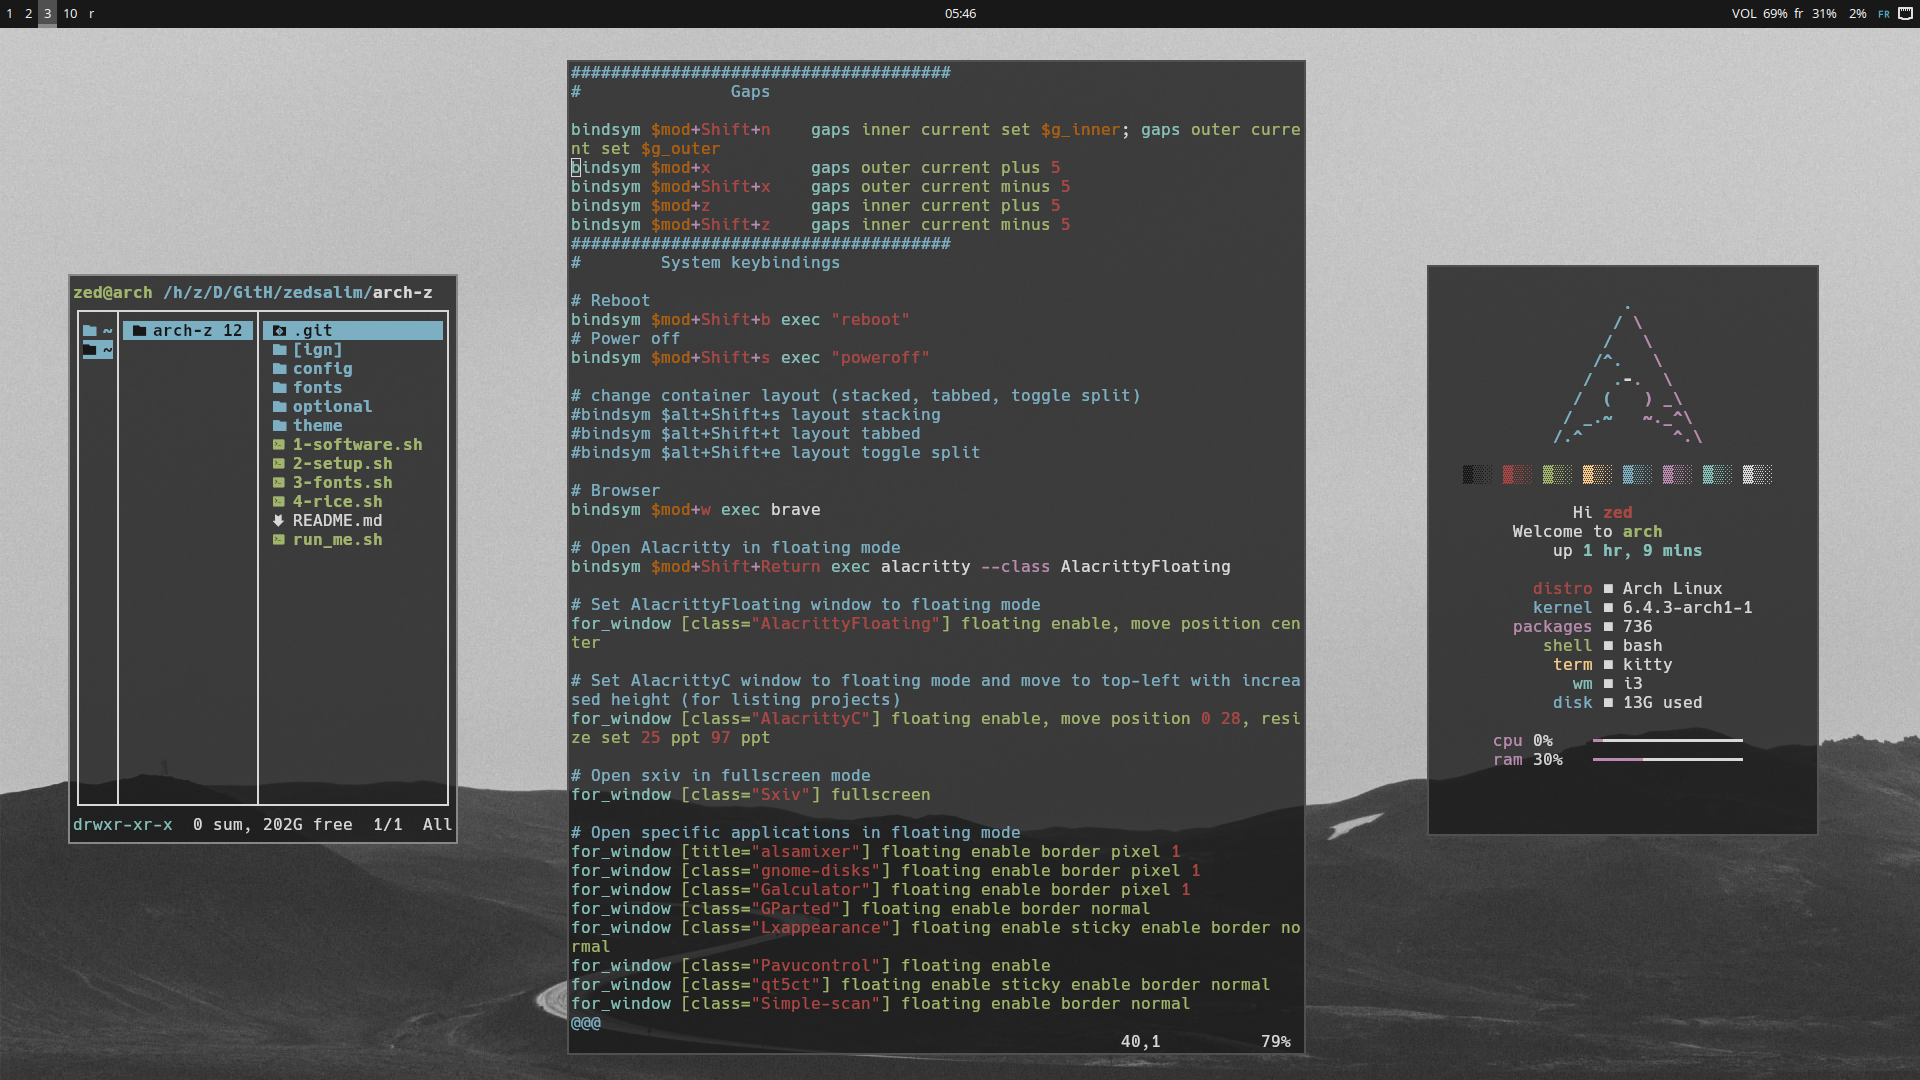 1 2 3 10 r
05:46
VOL 69% fr 31% 2% FR
zed@arch /h/z/D/GitH/zedsalim/arch-z
~ arch-z 12 .git
~ [ign]
config
fonts
optional
theme
1-software.sh
2-setup.sh
3-fonts.sh
4-rice.sh
README.md
run_me.sh
drwxr-xr-x 0 sum, 202G free 1/1 All
######################################
# Gaps
bindsym $mod+Shift+n gaps inner current set $g_inner; gaps outer curre
nt set $g_outer
bindsym $mod+x gaps outer current plus 5
bindsym $mod+Shift+x gaps outer current minus 5
bindsym $mod+z gaps inner current plus 5
bindsym $mod+Shift+z gaps inner current minus 5
######################################
# System keybindings
# Reboot
bindsym $mod+Shift+b exec "reboot"
# Power off
bindsym $mod+Shift+s exec "poweroff"
# change container layout (stacked, tabbed, toggle split)
#bindsym $alt+Shift+s layout stacking
#bindsym $alt+Shift+t layout tabbed
#bindsym $alt+Shift+e layout toggle split
# Browser
bindsym $mod+w exec brave
# Open Alacritty in floating mode
bindsym $mod+Shift+Return exec alacritty --class AlacrittyFloating
# Set AlacrittyFloating window to floating mode
for_window [class="AlacrittyFloating"] floating enable, move position cen
ter
# Set AlacrittyC window to floating mode and move to top-left with increa
sed height (for listing projects)
for_window [class="AlacrittyC"] floating enable, move position 0 28, resi
ze set 25 ppt 97 ppt
# Open sxiv in fullscreen mode
for_window [class="Sxiv"] fullscreen
# Open specific applications in floating mode
for_window [title="alsamixer"] floating enable border pixel 1
for_window [class="gnome-disks"] floating enable border pixel 1
for_window [class="Galculator"] floating enable border pixel 1
for_window [class="GParted"] floating enable border normal
for_window [class="Lxappearance"] floating enable sticky enable border no
rmal
for_window [class="Pavucontrol"] floating enable
for_window [class="qt5ct"] floating enable sticky enable border normal
for_window [class="Simple-scan"] floating enable border normal
@@@
40,1 79%
Hi zed
Welcome to arch
up 1 hr, 9 mins
distro ■ Arch Linux
kernel ■ 6.4.3-arch1-1
packages ■ 736
shell ■ bash
term ■ kitty
wm ■ i3
disk ■ 13G used
cpu 0%
ram 30%